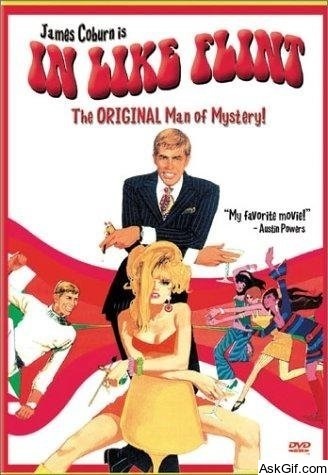 James Coburn is
IN LIKE FLINT
The ORIGINAL Man of Mystery!
"My favorite movie!"
- Austin Powers
DVD
AskGif.com